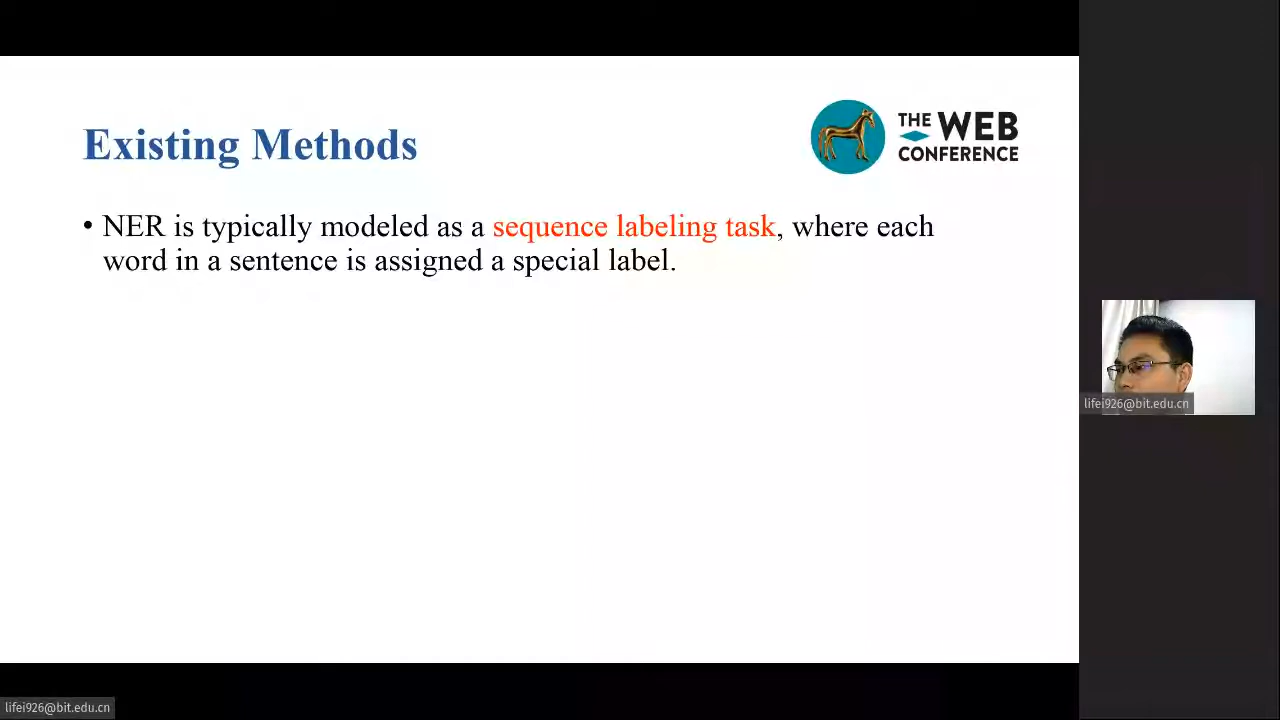 Existing Methods
THE WEB
CONFERENCE
• NER is typically modeled as a sequence labeling task, where each
word in a sentence is assigned a special label.
lifei926@bit.edu.cn
lifei926@bit.edu.cn